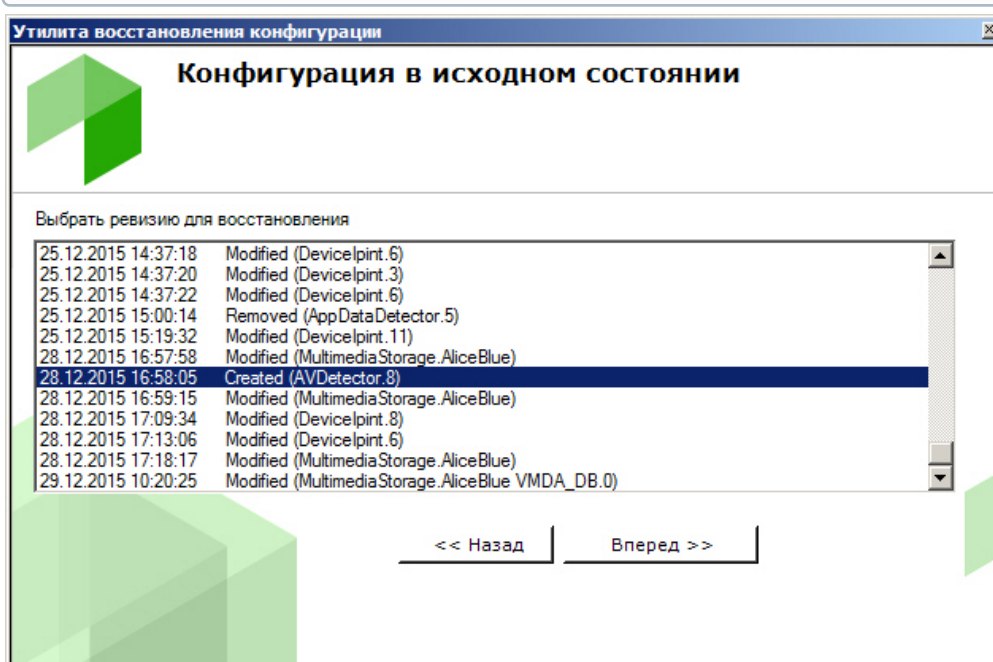 Утилита восстановления конфигурации
Конфигурация в исходном состоянии
Выбрать ревизию для восстановления
25.12.2015 14:37:18 Modified (DeviceIpint.6)
25.12.2015 14:37:20 Modified (DeviceIpint.3)
25.12.2015 14:37:22 Modified (DeviceIpint.6)
25.12.2015 15:00:14 Removed (AppDataDetector.5)
25.12.2015 15:19:32 Modified (DeviceIpint.11)
28.12.2015 16:57:58 Modified (MultimediaStorage.AliceBlue)
28.12.2015 16:58:05 Created (AVDetector.8)
28.12.2015 16:59:15 Modified (MultimediaStorage.AliceBlue)
28.12.2015 17:09:34 Modified (DeviceIpint.8)
28.12.2015 17:13:06 Modified (DeviceIpint.6)
28.12.2015 17:18:17 Modified (MultimediaStorage.AliceBlue)
29.12.2015 10:20:25 Modified (MultimediaStorage.AliceBlue VMDA_DB.0)
<< Назад Вперед >>